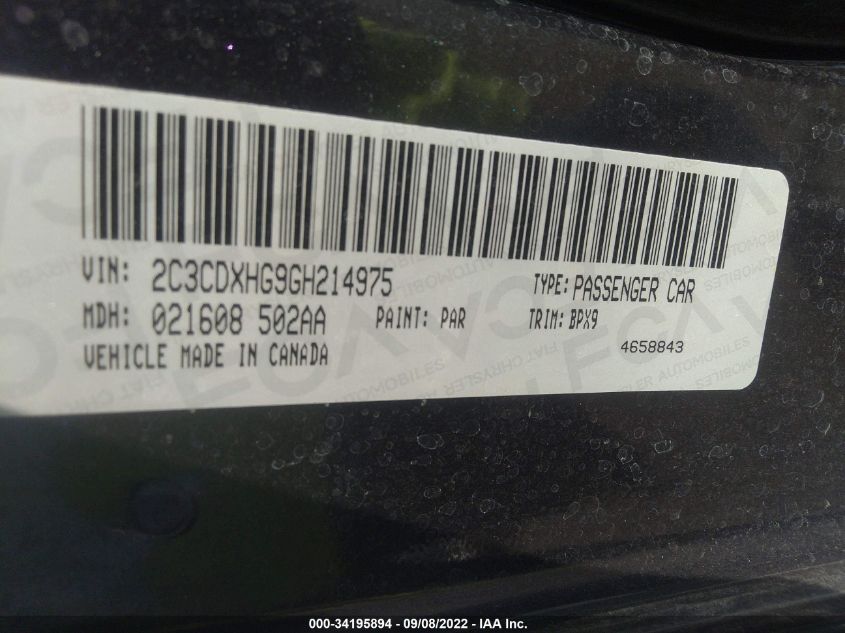 VIN: 2C3CDXHG9GH214975 TYPE: PASSENGER CAR
MDH: 021608 502AA PAINT: PAR TRIM: BPX9
VEHICLE MADE IN CANADA 4658843
000-34195894 - 09/08/2022 - IAA Inc.